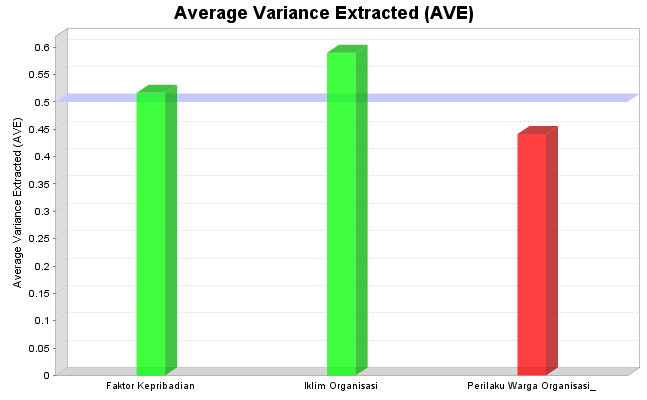 Average Variance Extracted (AVE)
Average Variance Extracted (AVE)
0.6
0.55
0.5
0.45
0.4
0.35
0.3
0.25
0.2
0.15
0.1
0.05
0
Faktor Kepribadian
Iklim Organisasi
Perilaku Warga Organisasi_